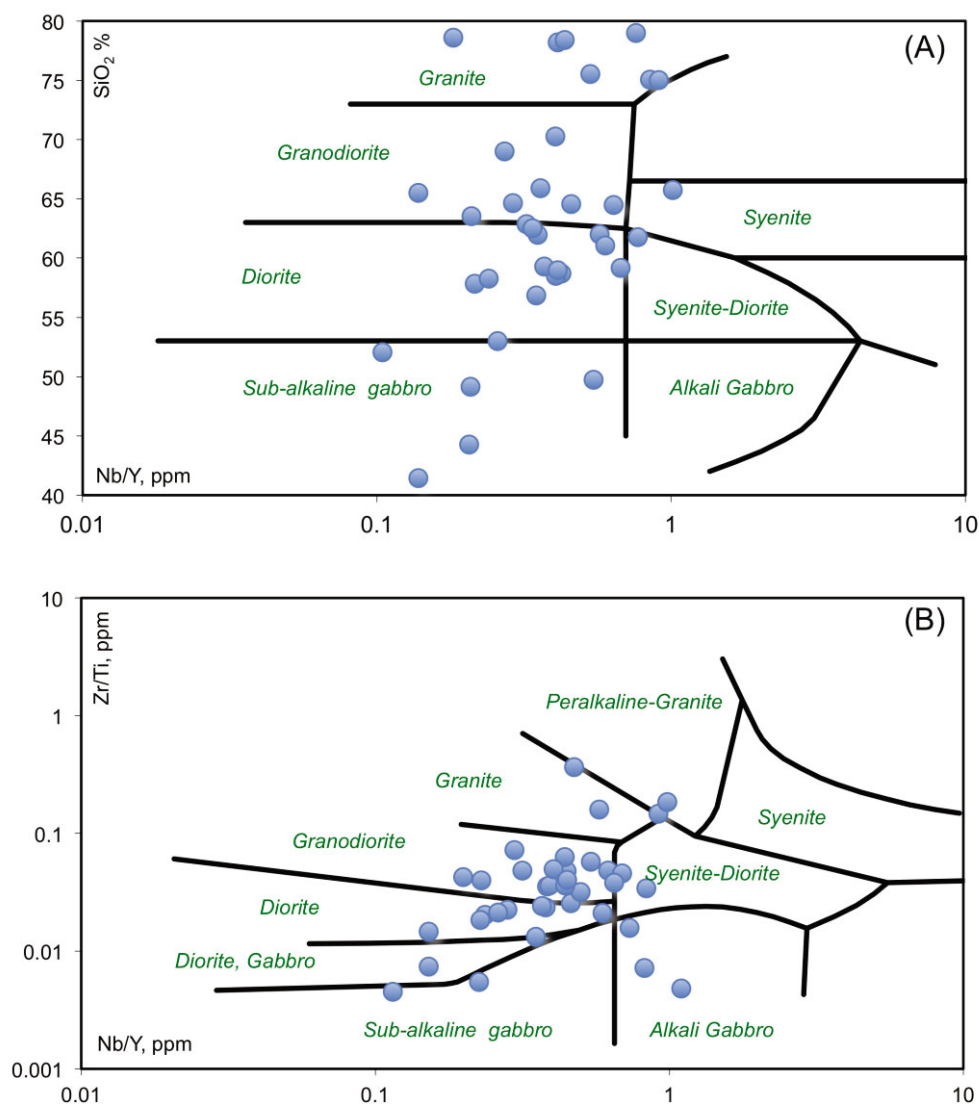 80
75
70
65
60
55
50
45
40
SiO2 %
(A)
Granite
Granodiorite
Syenite
Diorite
Syenite-Diorite
Sub-alkaline gabbro
Alkali Gabbro
Nb/Y, ppm
0.01
0.1
1
10
10
1
0.1
0.01
0.001
Zr/Ti, ppm
(B)
Peralkaline-Granite
Granite
Syenite
Granodiorite
Syenite-Diorite
Diorite
Diorite, Gabbro
Sub-alkaline gabbro
Alkali Gabbro
Nb/Y, ppm
0.01
0.1
1
10